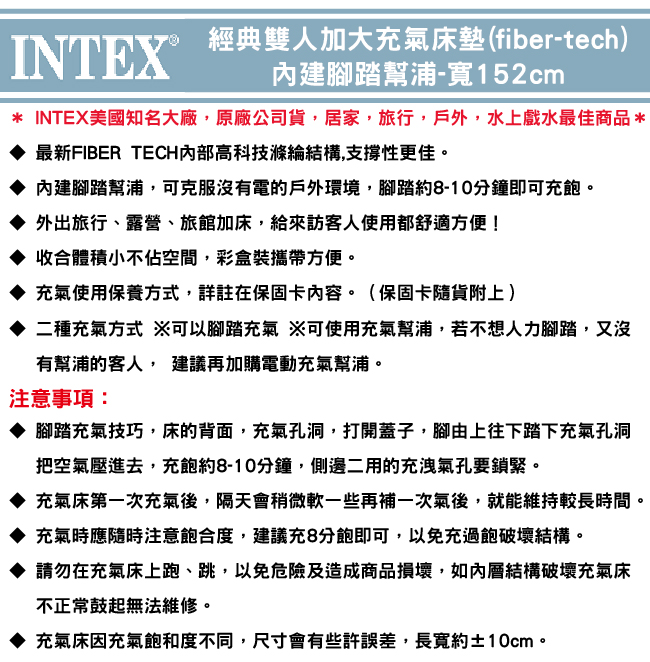 INTEX®
經典雙人加大充氣床墊(fiber-tech)
內建腳踏幫浦-寬152cm
＊ INTEX美國知名大廠，原廠公司貨，居家，旅行，戶外，水上戲水最佳商品＊
◆ 最新FIBER TECH內部高科技滌綸結構,支撐性更佳。
◆ 內建腳踏幫浦，可克服沒有電的戶外環境，腳踏約8-10分鐘即可充飽。
◆ 外出旅行、露營、旅館加床，給來訪客人使用都舒適方便！
◆ 收合體積小不佔空間，彩盒裝攜帶方便。
◆ 充氣使用保養方式，詳註在保固卡內容。（保固卡隨貨附上）
◆ 二種充氣方式 ※可以腳踏充氣 ※可使用充氣幫浦，若不想人力腳踏，又沒
有幫浦的客人， 建議再加購電動充氣幫浦。
注意事項：
◆ 腳踏充氣技巧，床的背面，充氣孔洞，打開蓋子，腳由上往下踏下充氣孔洞
把空氣壓進去，充飽約8-10分鐘，側邊二用的充洩氣孔要鎖緊。
◆ 充氣床第一次充氣後，隔天會稍微軟一些再補一次氣後，就能維持較長時間。
◆ 充氣時應隨時注意飽合度，建議充8分飽即可，以免充過飽破壞結構。
◆ 請勿在充氣床上跑、跳，以免危險及造成商品損壞，如內層結構破壞充氣床
不正常鼓起無法維修。
◆ 充氣床因充氣飽和度不同，尺寸會有些許誤差，長寬約±10cm。